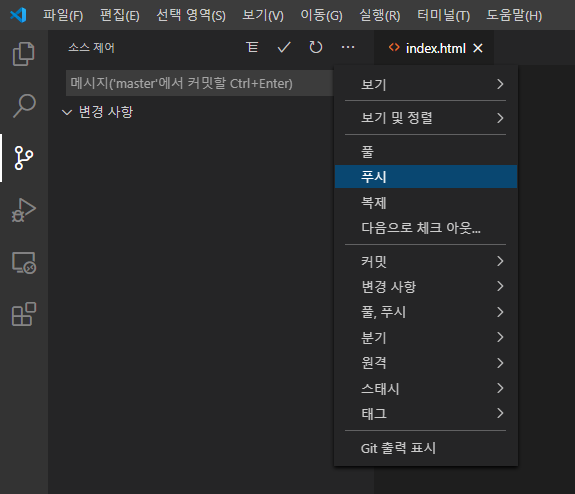 파일(F) 편집(E) 선택 영역(S) 보기(V) 이동(G) 실행(R) 터미널(T) 도움말(H)
소스 제어
index.html
메시지('master'에서 커밋할 Ctrl+Enter)
변경 사항
보기
보기 및 정렬
풀
푸시
복제
다음으로 체크 아웃...
커밋
변경 사항
풀, 푸시
분기
원격
스태시
태그
Git 출력 표시